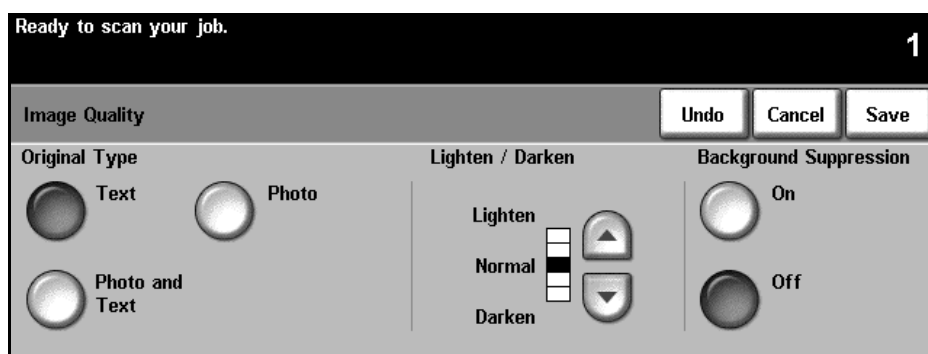 Ready to scan your job.
1
Image Quality
Undo
Cancel
Save
Original Type
Text
Photo
Photo and
Text
Lighten / Darken
Lighten
Normal
Darken
Background Suppression
On
Off